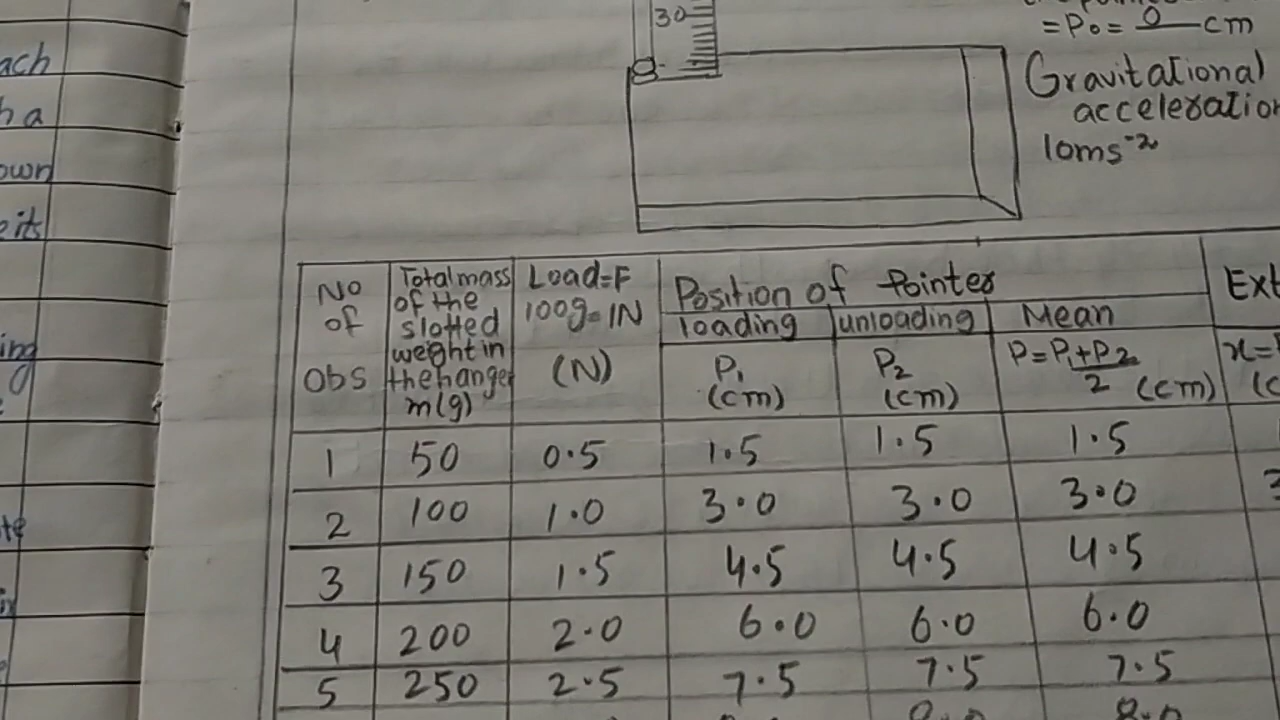 30
= P₀ = 0 cm
Gravitational
acceleration
10ms⁻²
ach
h a
own
eits
ing
No of Obs
Total mass of the slotted weight in the hanger m(g)
Load=F 100g=1N (N)
Position of Pointer
loading P₁ (cm)
unloading P₂ (cm)
Mean P=P₁+P₂/2 (cm)
Ext
x=
(c
1 50 0.5 1.5 1.5 1.5
2 100 1.0 3.0 3.0 3.0
3 150 1.5 4.5 4.5 4.5
4 200 2.0 6.0 6.0 6.0
5 250 2.5 7.5 7.5 7.5